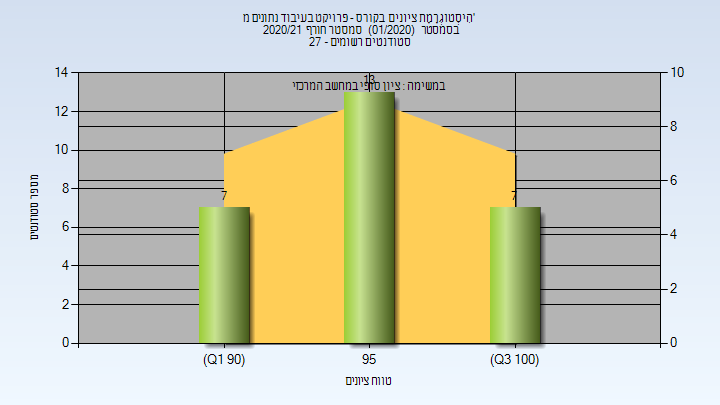 היסטוגרמת ציונים בקורס - פרויקט בעיבוד נתונים מ'
בסמסטר (01/2020) סמסטר חורף 2020/21
27 - סטודנטים רשומים
במשימה : ציון סופי במחשב המרכזי
מספר סטודנטים
14
12
10
8
6
4
2
0
10
8
6
4
2
0
7
13
7
(Q1 90)
95
(Q3 100)
טווח ציונים